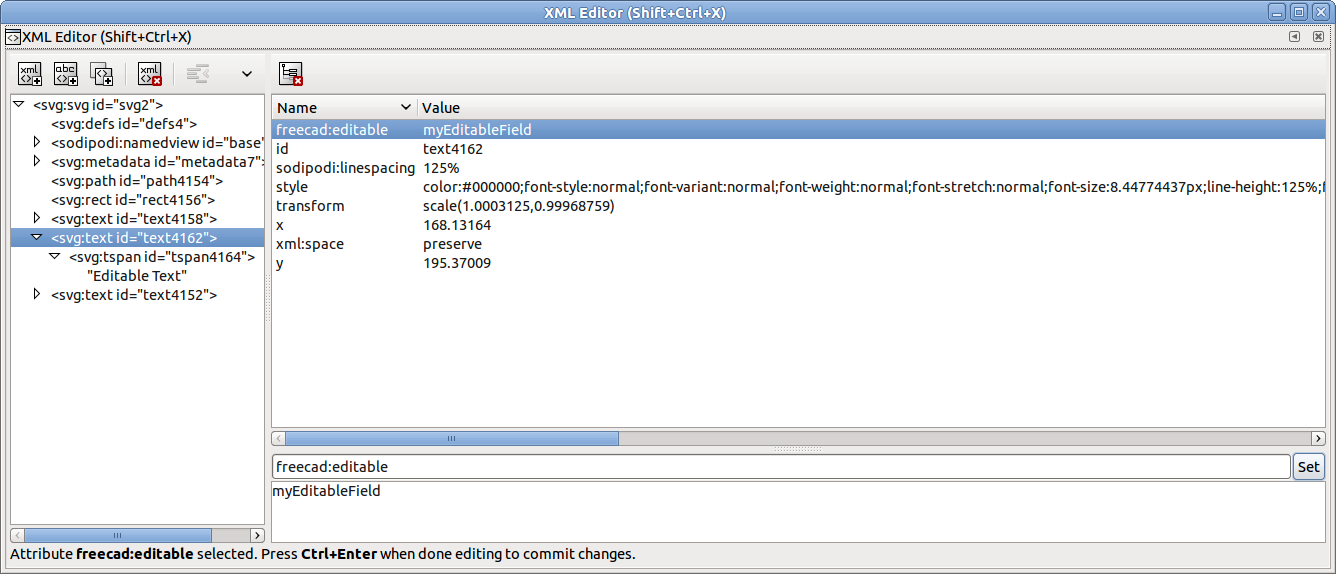 XML Editor (Shift+Ctrl+X)
XML Editor (Shift+Ctrl+X)
<svg:svg id="svg2">
<svg:defs id="defs4">
<sodipodi:namedview id="base"
<svg:metadata id="metadata7">
<svg:path id="path4154">
<svg:rect id="rect4156">
<svg:text id="text4158">
<svg:text id="text4162">
<svg:tspan id="tspan4164">
"Editable Text"
<svg:text id="text4152">
Name Value
freecad:editable myEditableField
id text4162
sodipodi:linespacing 125%
style color:#000000;font-style:normal;font-variant:normal;font-weight:normal;font-stretch:normal;font-size:8.44774437px;line-height:125%;f
transform scale(1.0003125,0.99968759)
x 168.13164
xml:space preserve
y 195.37009
freecad:editable Set
myEditableField
Attribute freecad:editable selected. Press Ctrl+Enter when done editing to commit changes.